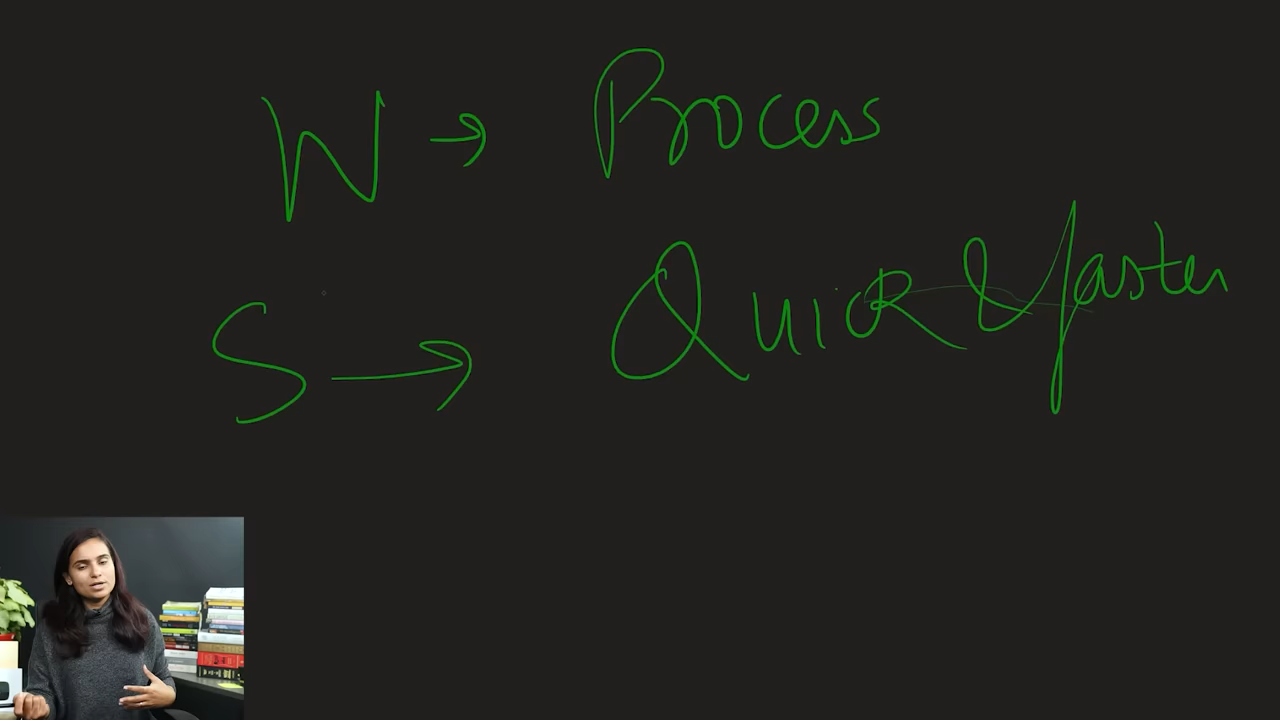 W → Process
S → Quick & faster